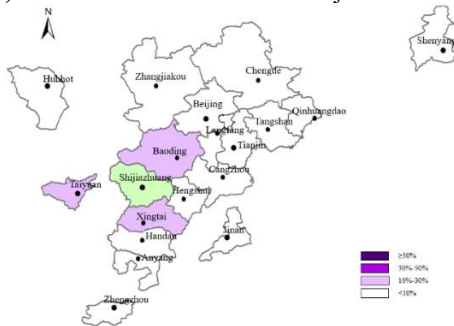 N
Shenyang
Huhhot
Zhangjiakou
Chengde
Beijing
Qinhuangdao
Langfang
Tangshan
Tianjin
Baoding
Cangzhou
Shijiazhuang
Taiyuan
Hengshui
Xingtai
Jinan
Handan
Anyang
Zhengzhou
≥50%
30%-50%
10%-30%
<10%